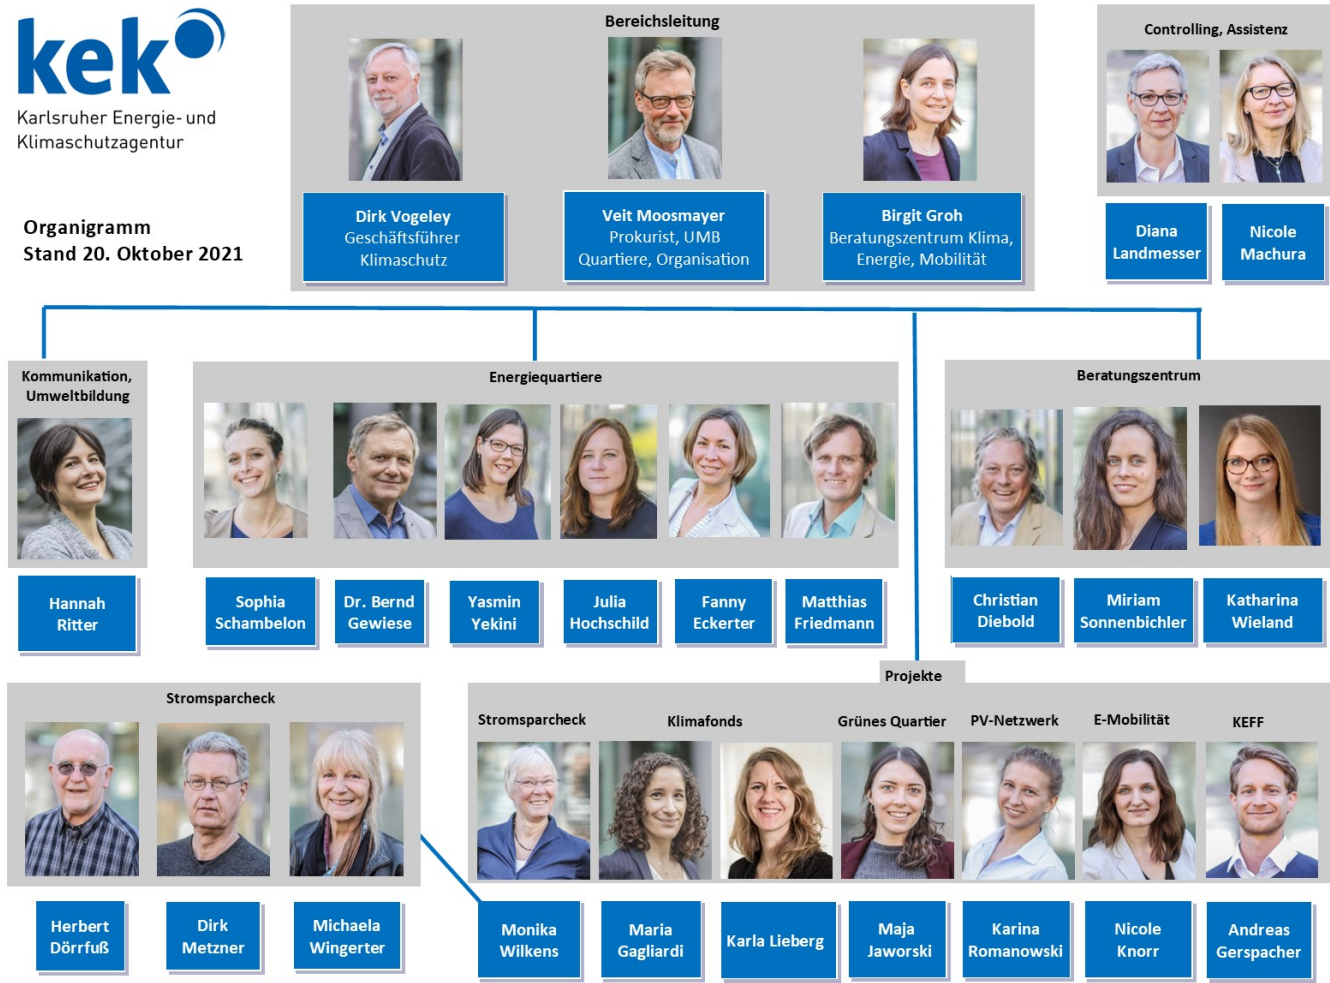 kek
Karlsruher Energie- und
Klimaschutzagentur
Organigramm
Stand 20. Oktober 2021
Bereichsleitung
Dirk Vogeley
Geschäftsführer
Klimaschutz
Veit Moosmayer
Prokurist, UMB
Quartiere, Organisation
Birgit Groh
Beratungszentrum Klima,
Energie, Mobilität
Controlling, Assistenz
Diana
Landmesser
Nicole
Machura
Kommunikation,
Umweltbildung
Hannah
Ritter
Energiequartiere
Sophia
Schambelon
Dr. Bernd
Gewiese
Yasmin
Yekini
Julia
Hochschild
Fanny
Eckerter
Matthias
Friedmann
Beratungszentrum
Christian
Diebold
Miriam
Sonnenbichler
Katharina
Wieland
Stromsparcheck
Herbert
Dörrfuß
Dirk
Metzner
Michaela
Wingerter
Projekte
Stromsparcheck
Klimafonds
Grünes Quartier
PV-Netzwerk
E-Mobilität
KEFF
Monika
Wilkens
Maria
Gagliardi
Karla Lieberg
Maja
Jaworski
Karina
Romanowski
Nicole
Knorr
Andreas
Gerspacher